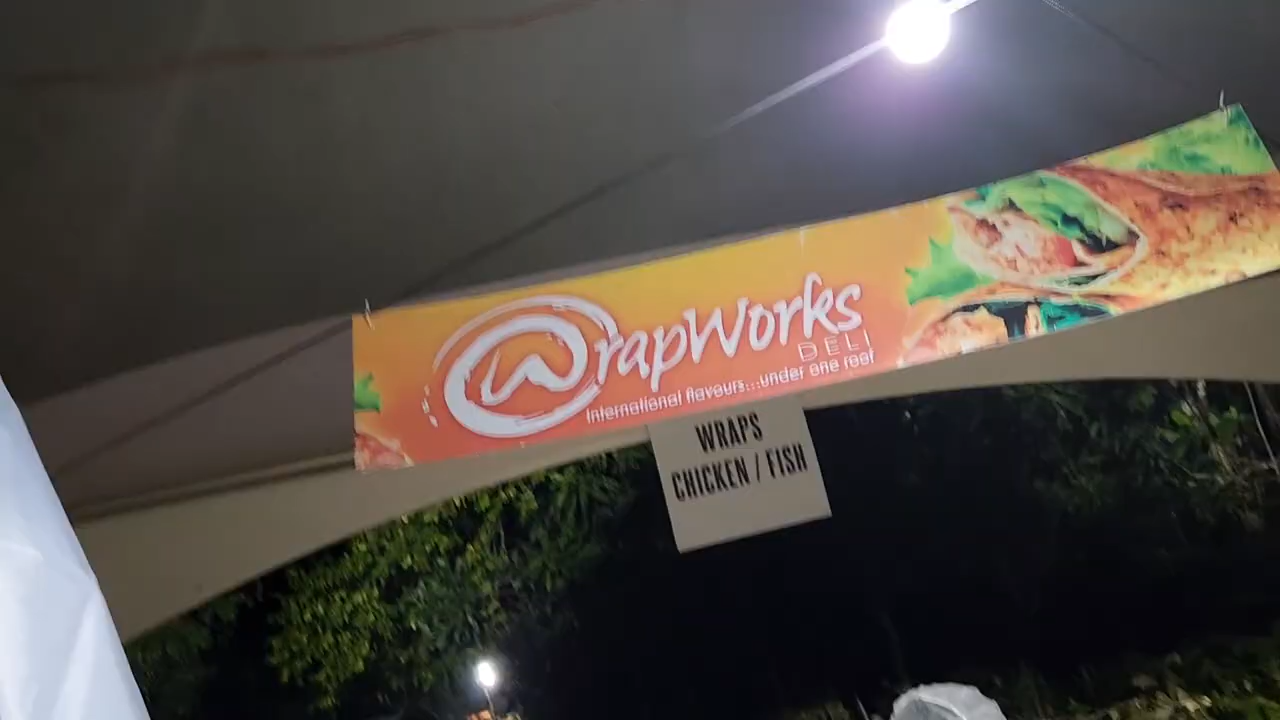 WrapWorks
DELI
International flavours...under one roof
WRAPS
CHICKEN / FISH